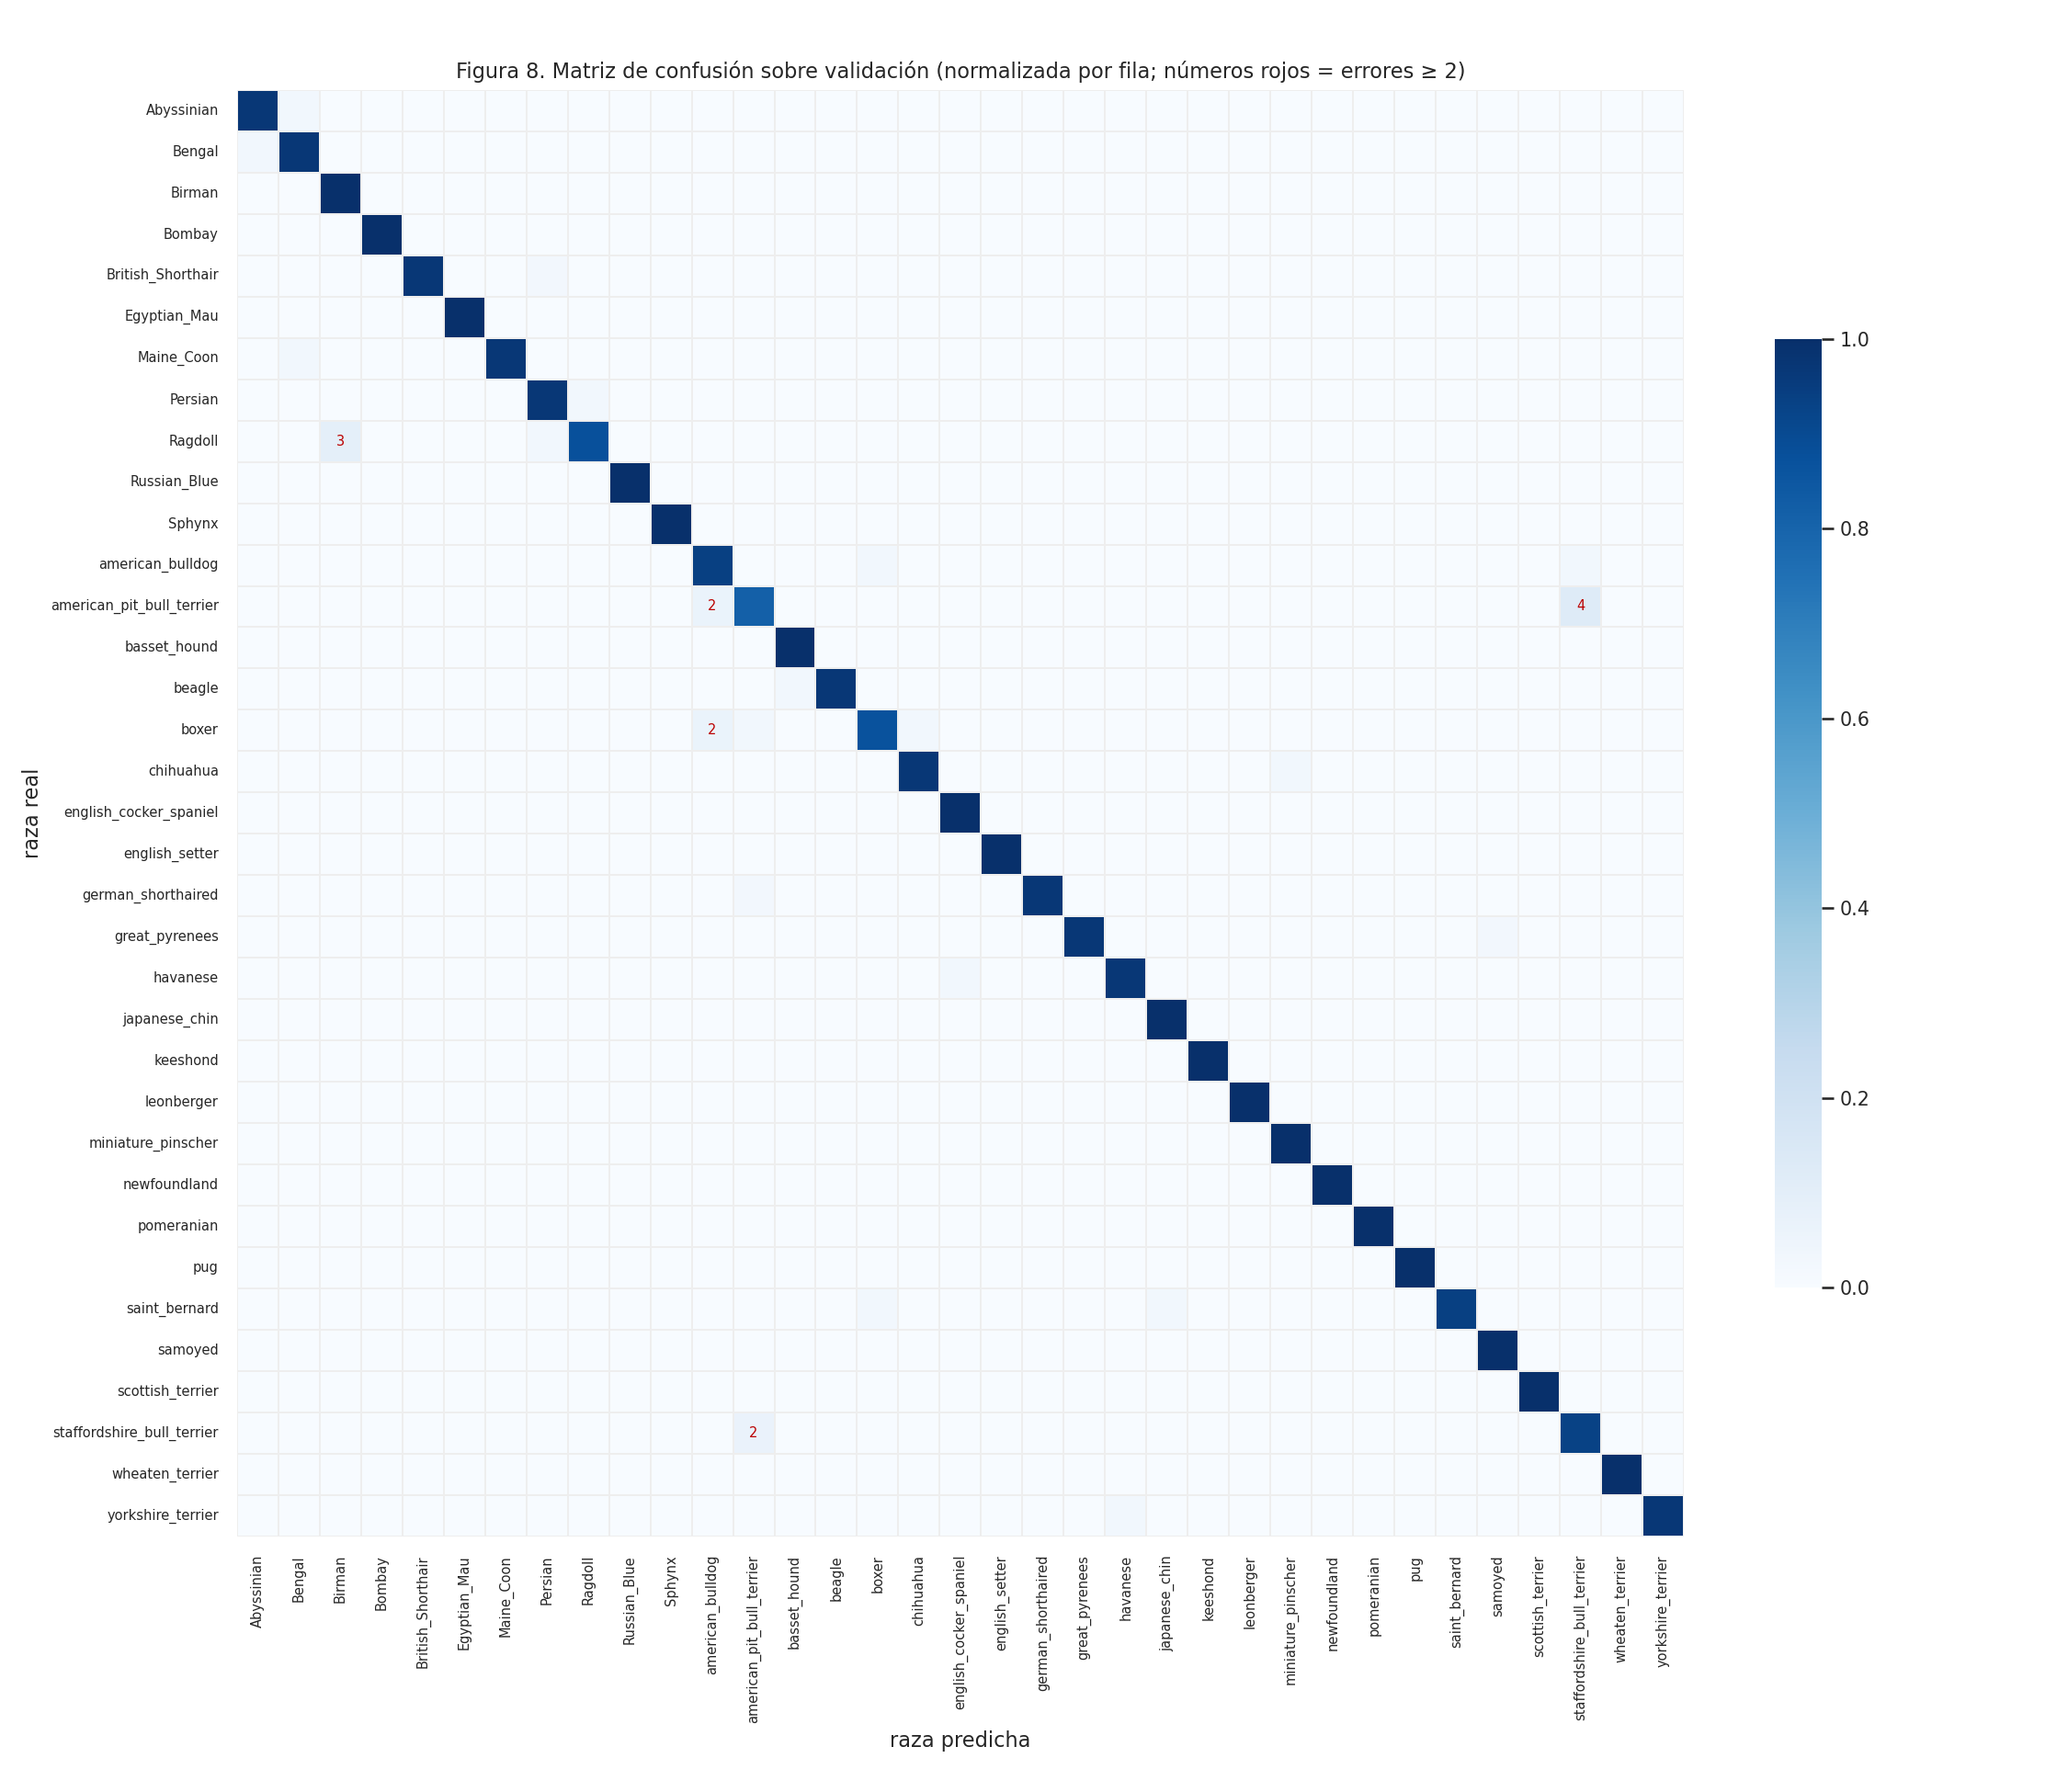 Figura 8. Matriz de confusión sobre validación (normalizada por fila; números rojos = errores ≥ 2)
raza real
Abyssinian
Bengal
Birman
Bombay
British_Shorthair
Egyptian_Mau
Maine_Coon
Persian
Ragdoll
3
Russian_Blue
Sphynx
american_bulldog
american_pit_bull_terrier
2
4
basset_hound
beagle
boxer
2
chihuahua
english_cocker_spaniel
english_setter
german_shorthaired
great_pyrenees
havanese
japanese_chin
keeshond
leonberger
miniature_pinscher
newfoundland
pomeranian
pug
saint_bernard
samoyed
scottish_terrier
staffordshire_bull_terrier
2
wheaten_terrier
yorkshire_terrier
Abyssinian
Bengal
Birman
Bombay
British_Shorthair
Egyptian_Mau
Maine_Coon
Persian
Ragdoll
Russian_Blue
Sphynx
american_bulldog
american_pit_bull_terrier
basset_hound
beagle
boxer
chihuahua
english_cocker_spaniel
english_setter
german_shorthaired
great_pyrenees
havanese
japanese_chin
keeshond
leonberger
miniature_pinscher
newfoundland
pomeranian
pug
saint_bernard
samoyed
scottish_terrier
staffordshire_bull_terrier
wheaten_terrier
yorkshire_terrier
raza predicha
1.0
0.8
0.6
0.4
0.2
0.0